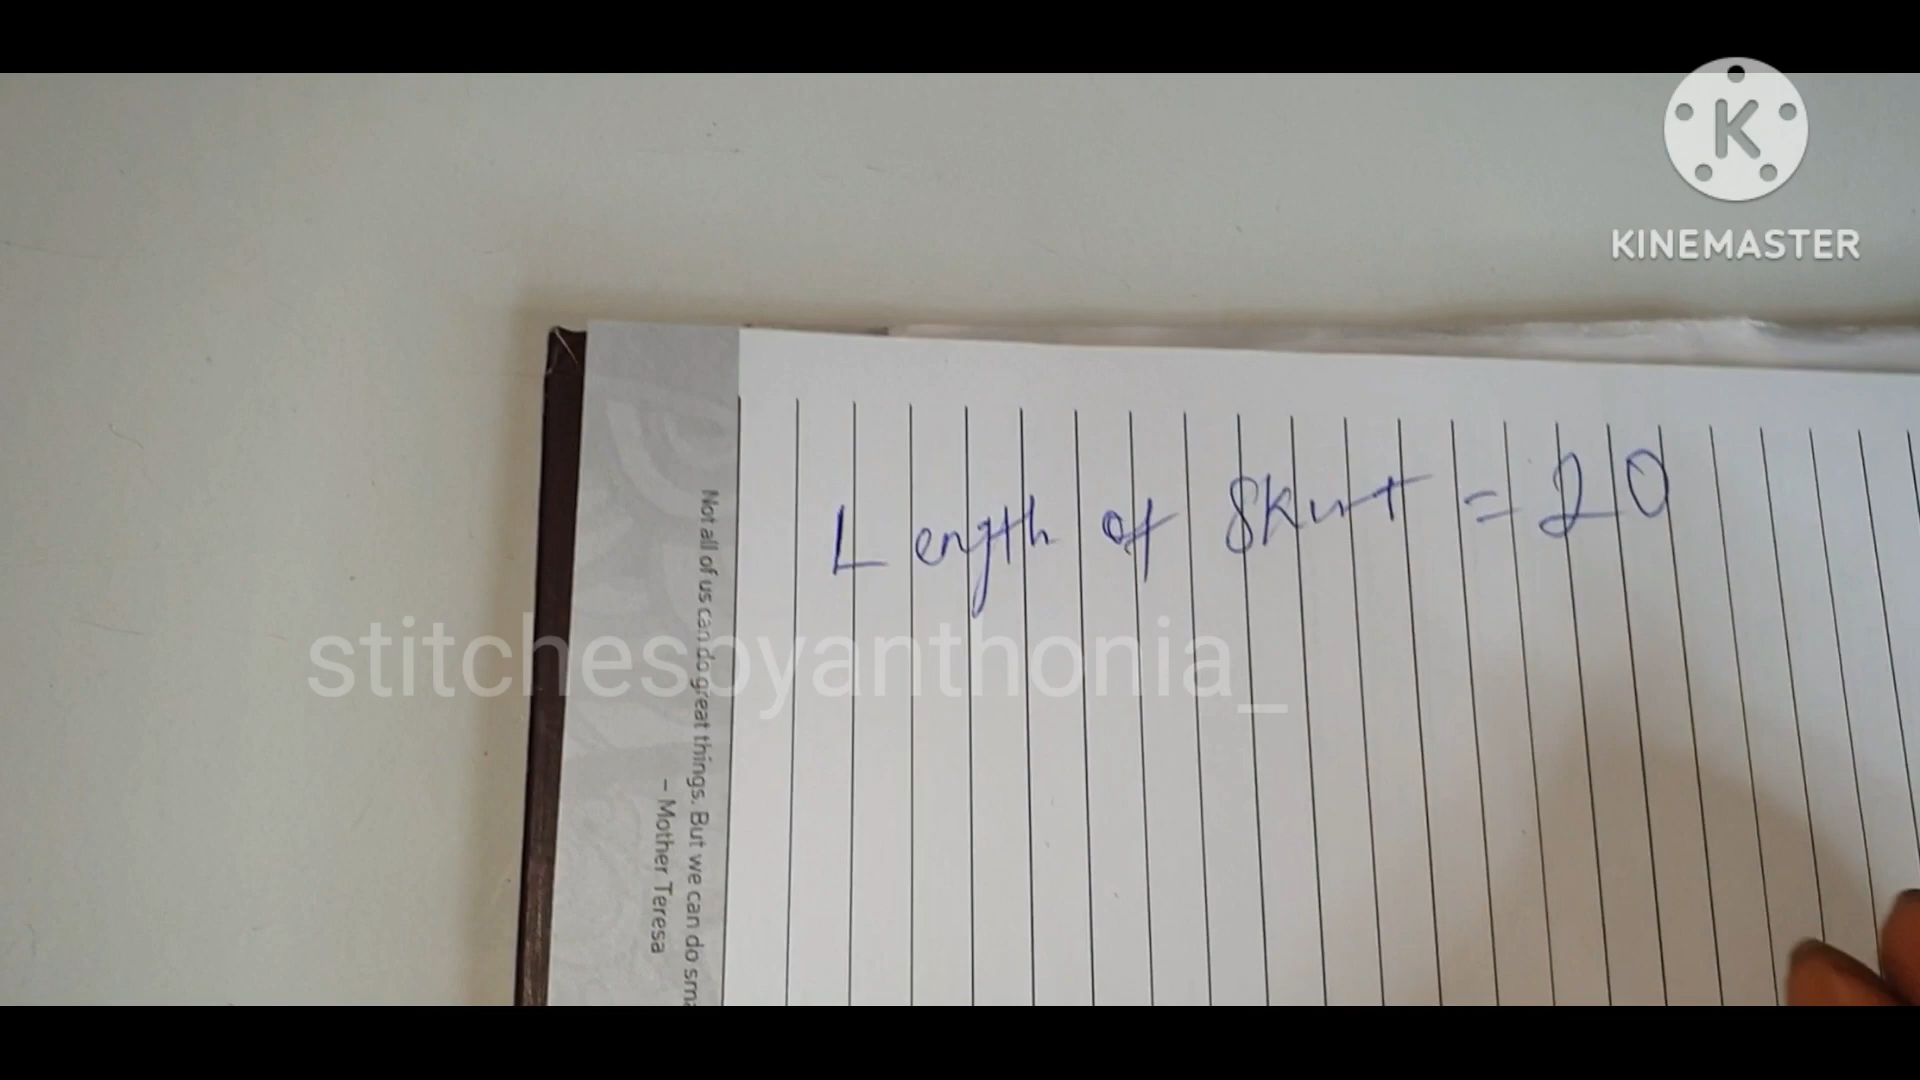 K
KINEMASTER
Length of Skirt = 20
stitchesbyanthonia_
Not all of us can do great things. But we can do sma
– Mother Teresa